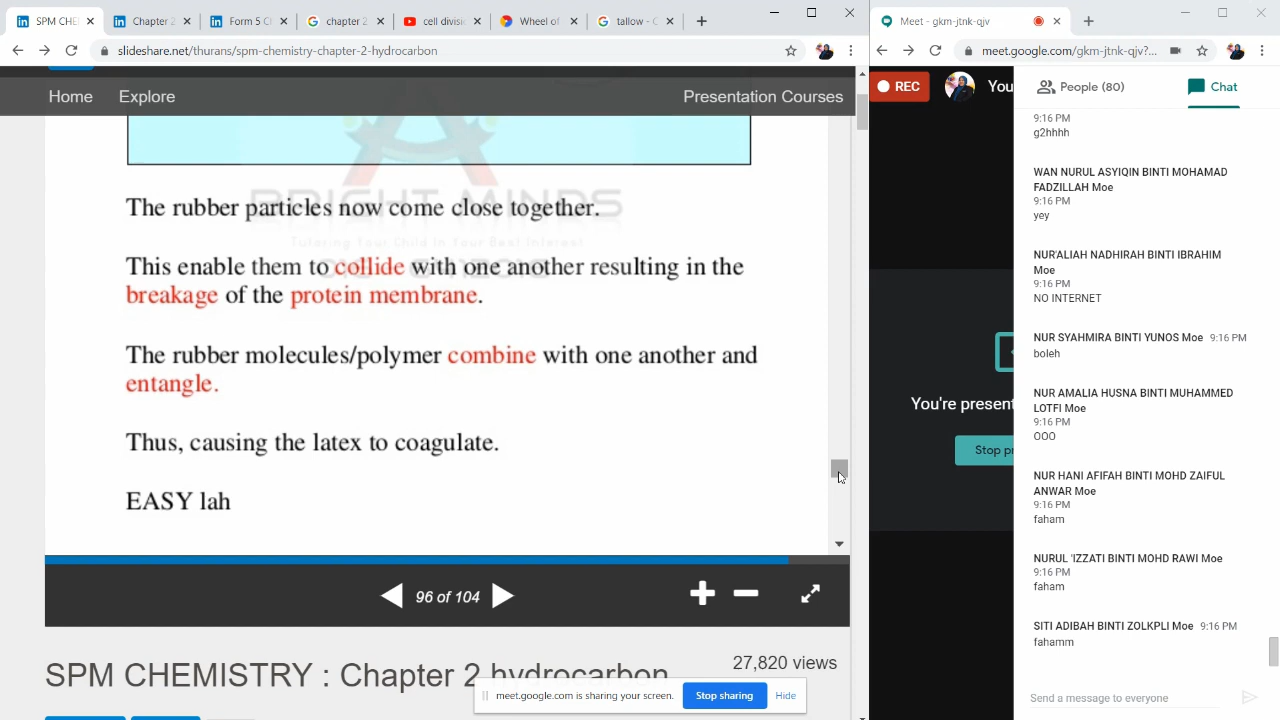 SPM CHE
Chapter 2
Form 5 C
chapter 2
cell divisi
Wheel of
tallow - G
slideshare.net/thurans/spm-chemistry-chapter-2-hydrocarbon
Home
Explore
Presentation Courses
BRIGHT MINDS
Tutoring Your Child In Your Best Interest
The rubber particles now come close together.
This enable them to collide with one another resulting in the
breakage of the protein membrane.
The rubber molecules/polymer combine with one another and
entangle.
Thus, causing the latex to coagulate.
EASY lah
96 of 104
SPM CHEMISTRY : Chapter 2 hydrocarbon
27,820 views
meet.google.com is sharing your screen.
Stop sharing
Hide
Meet - gkm-jtnk-qjv
meet.google.com/gkm-jtnk-qjv?...
REC
You
You're present
Stop pr
People (80)
Chat
9:16 PM
g2hhhh
WAN NURUL ASYIQIN BINTI MOHAMAD
FADZILLAH Moe
9:16 PM
yey
NUR'ALIAH NADHIRAH BINTI IBRAHIM
Moe
9:16 PM
NO INTERNET
NUR SYAHMIRA BINTI YUNOS Moe 9:16 PM
boleh
NUR AMALIA HUSNA BINTI MUHAMMED
LOTFI Moe
9:16 PM
OOO
NUR HANI AFIFAH BINTI MOHD ZAIFUL
ANWAR Moe
9:16 PM
faham
NURUL 'IZZATI BINTI MOHD RAWI Moe
9:16 PM
faham
SITI ADIBAH BINTI ZOLKPLI Moe 9:16 PM
fahamm
Send a message to everyone